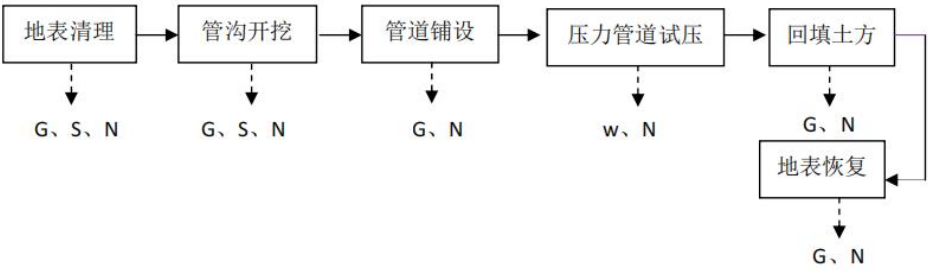 地表清理
管沟开挖
管道铺设
压力管道试压
回填土方
G、S、N
G、S、N
G、N
w、N
G、N
地表恢复
G、N